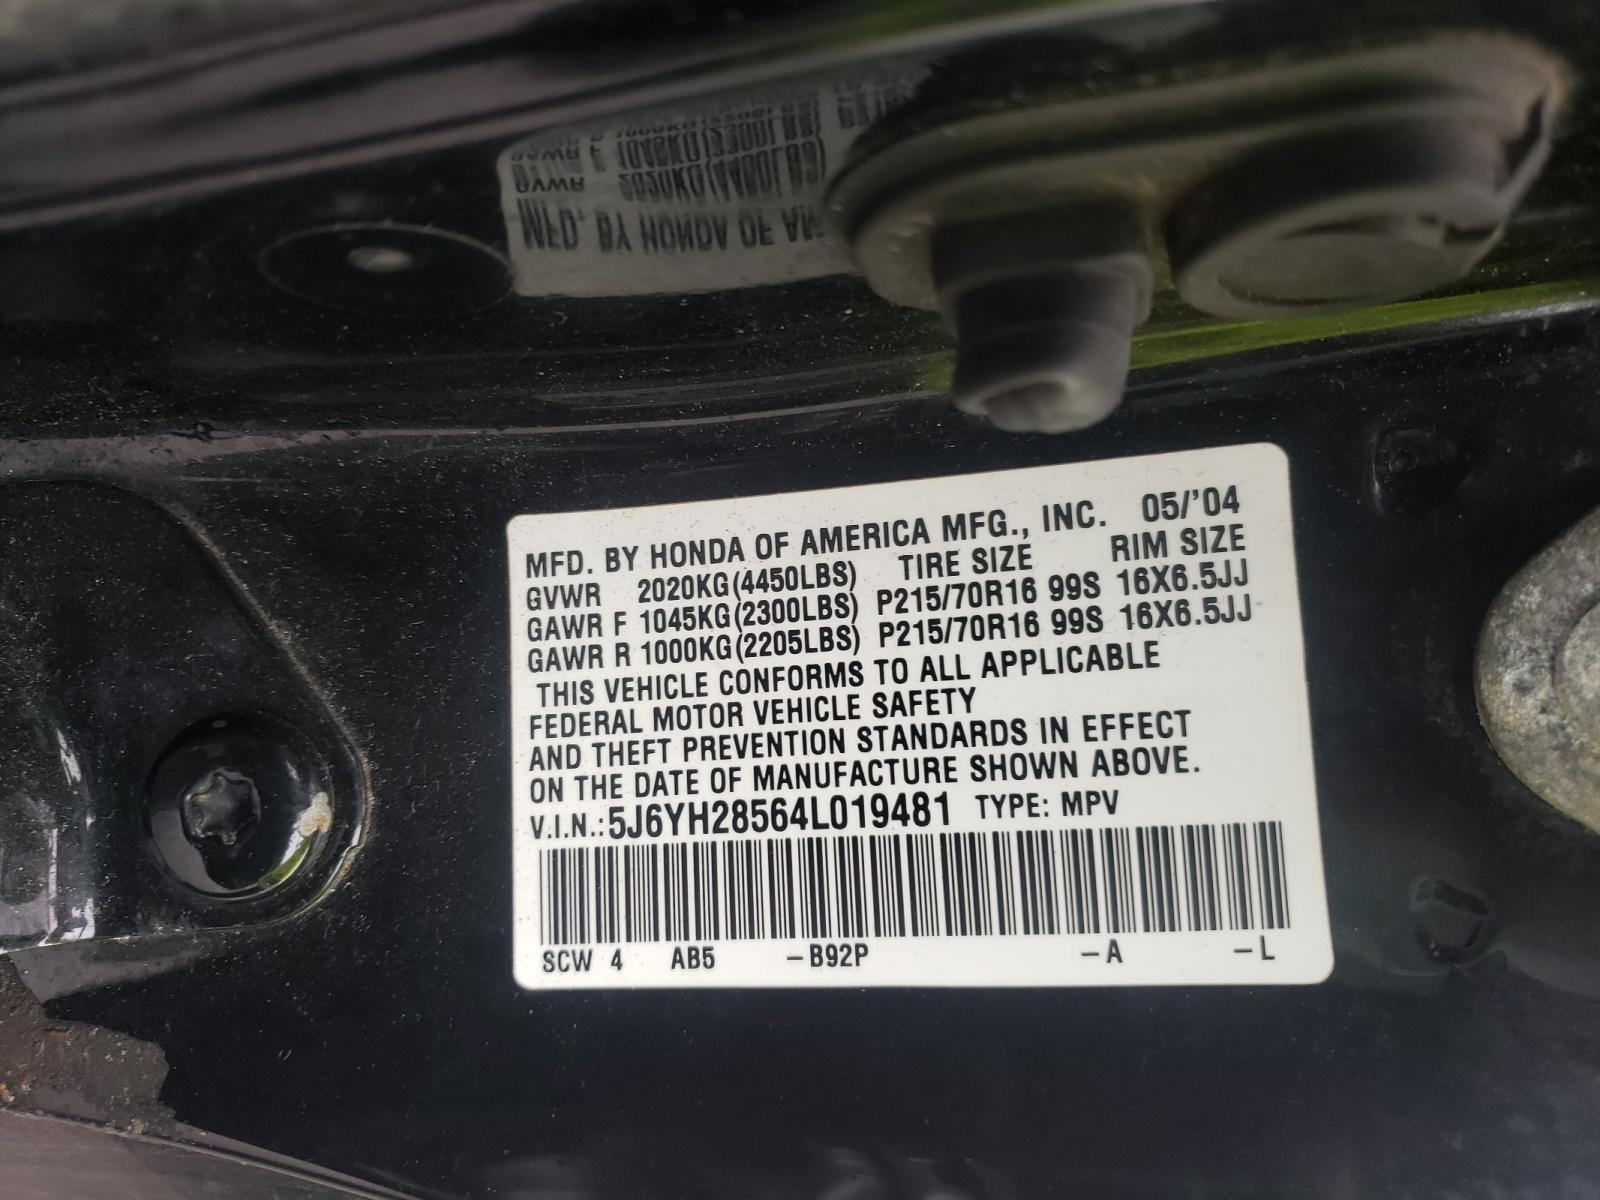 MFD. BY HONDA OF AMERICA MFG., INC. 05/'04
GVWR 2020KG(4450LBS) TIRE SIZE RIM SIZE
GAWR F 1045KG(2300LBS) P215/70R16 99S 16X6.5JJ
GAWR R 1000KG(2205LBS) P215/70R16 99S 16X6.5JJ
THIS VEHICLE CONFORMS TO ALL APPLICABLE
FEDERAL MOTOR VEHICLE SAFETY
AND THEFT PREVENTION STANDARDS IN EFFECT
ON THE DATE OF MANUFACTURE SHOWN ABOVE.
V.I.N.: 5J6YH28564L019481 TYPE: MPV
SCW 4 AB5 –B92P –A –L